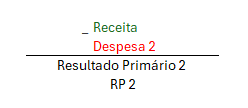 _ Receita
Despesa 2
Resultado Primário 2
RP 2